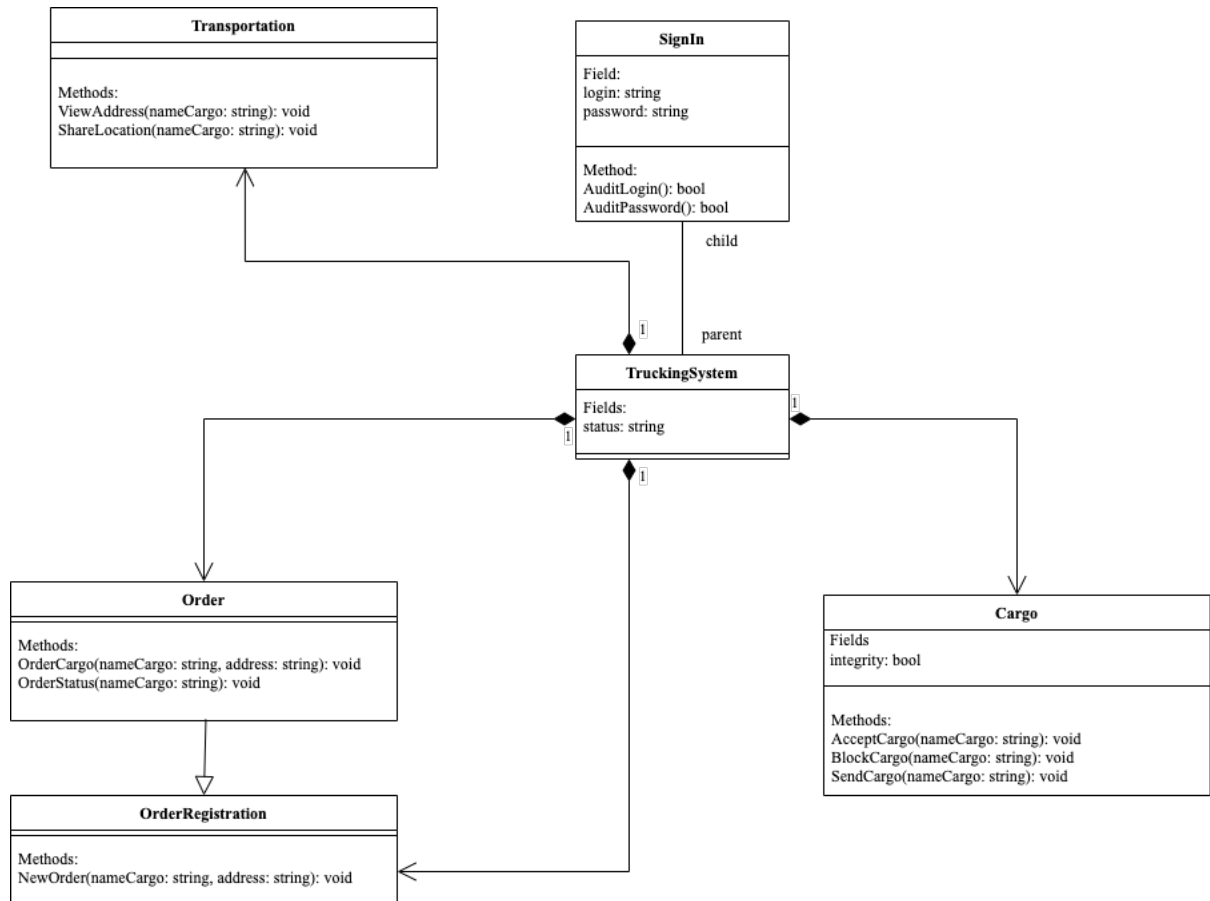 Transportation
Methods:
ViewAddress(nameCargo: string): void
ShareLocation(nameCargo: string): void
SignIn
Field:
login: string
password: string
Method:
AuditLogin(): bool
AuditPassword(): bool
child
parent
1
TruckingSystem
Fields:
status: string
1
1
1
Order
Methods:
OrderCargo(nameCargo: string, address: string): void
OrderStatus(nameCargo: string): void
Cargo
Fields
integrity: bool
Methods:
AcceptCargo(nameCargo: string): void
BlockCargo(nameCargo: string): void
SendCargo(nameCargo: string): void
OrderRegistration
Methods:
NewOrder(nameCargo: string, address: string): void